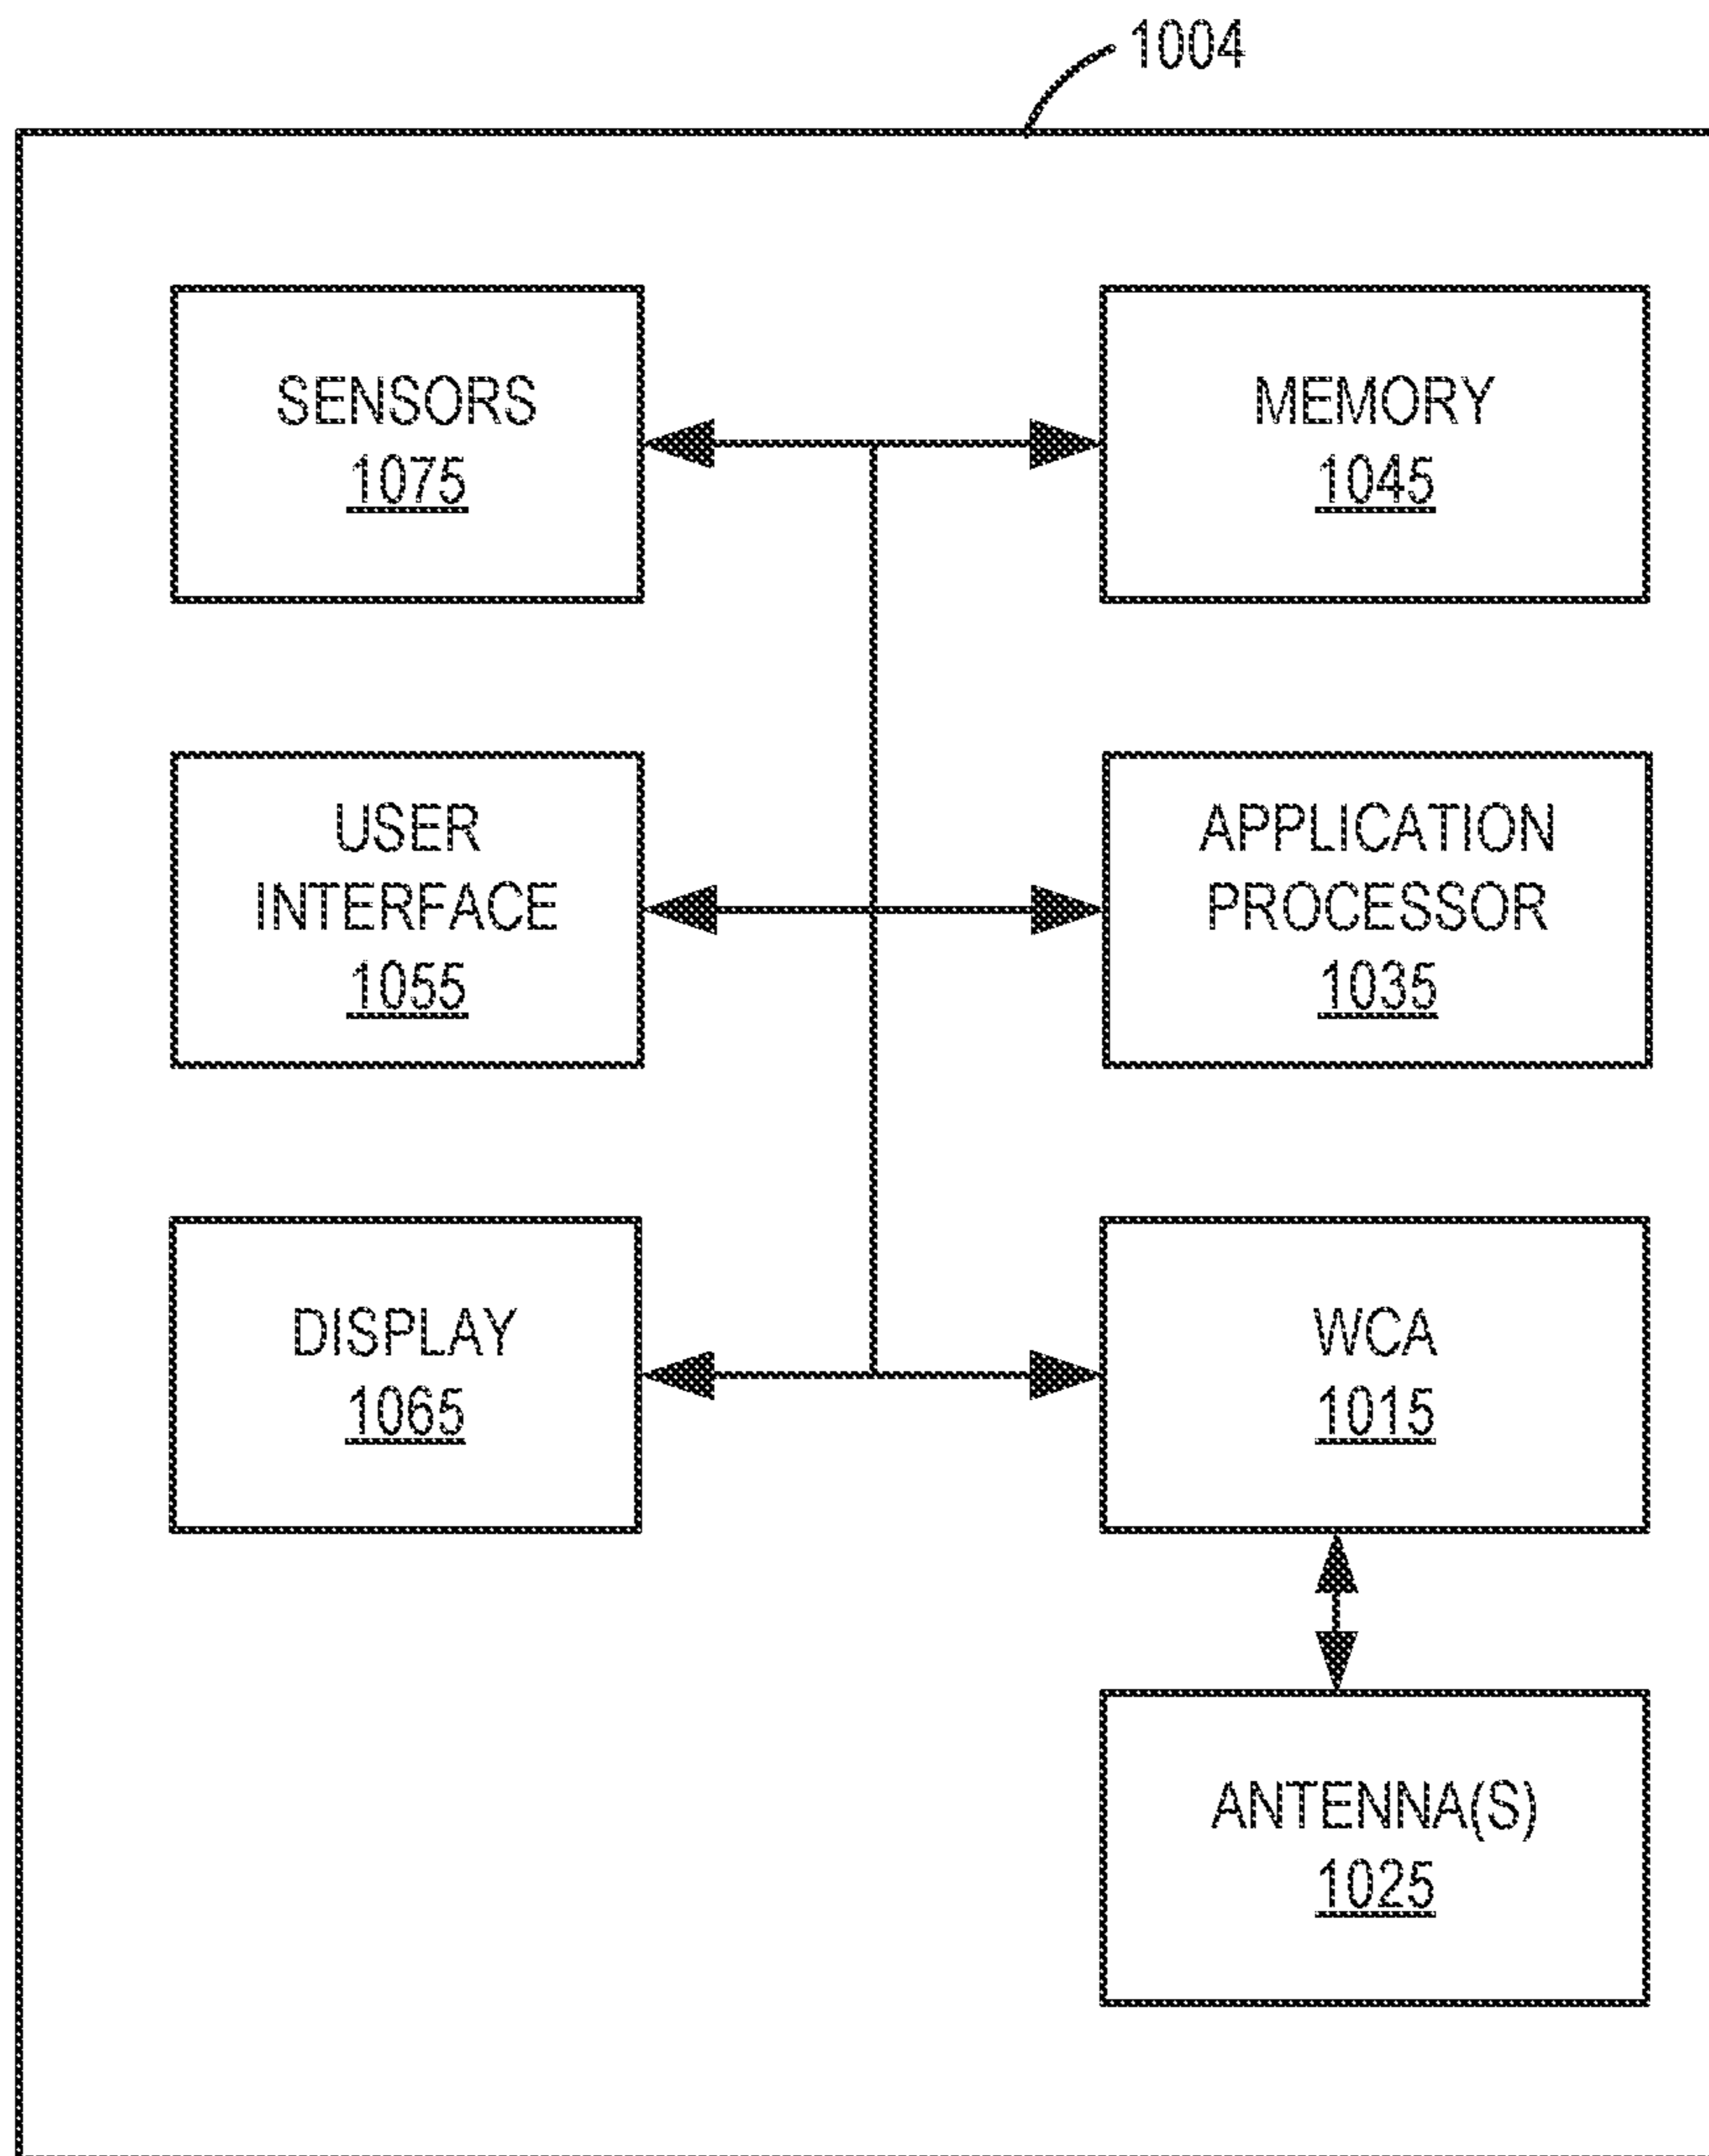 1004
SENSORS
1075
MEMORY
1045
USER
INTERFACE
1055
APPLICATION
PROCESSOR
1035
DISPLAY
1065
WCA
1015
ANTENNA(S)
1025